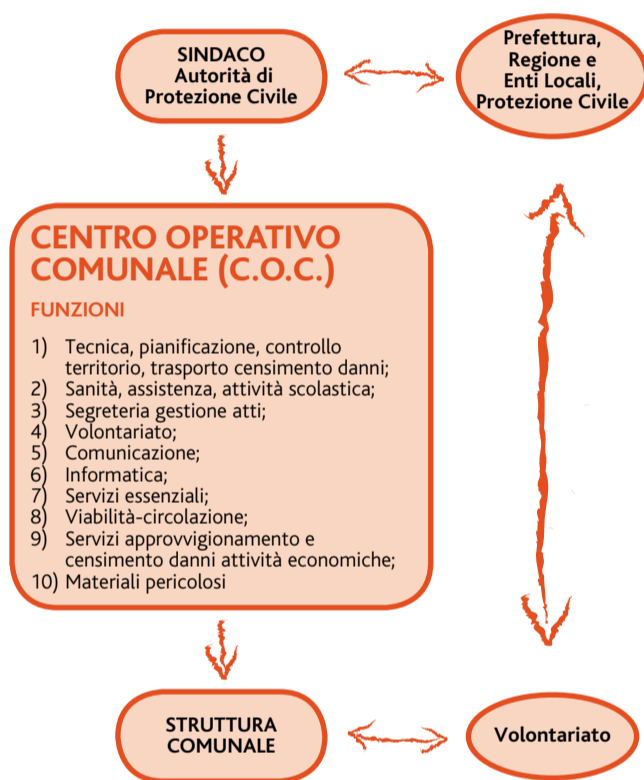 SINDACO
Autorità di
Protezione Civile
Prefettura,
Regione e
Enti Locali,
Protezione Civile
CENTRO OPERATIVO
COMUNALE (C.O.C.)
FUNZIONI
1) Tecnica, pianificazione, controllo
territorio, trasporto censimento danni;
2) Sanità, assistenza, attività scolastica;
3) Segreteria gestione atti;
4) Volontariato;
5) Comunicazione;
6) Informatica;
7) Servizi essenziali;
8) Viabilità-circolazione;
9) Servizi approvvigionamento e
censimento danni attività economiche;
10) Materiali pericolosi
STRUTTURA
COMUNALE
Volontariato